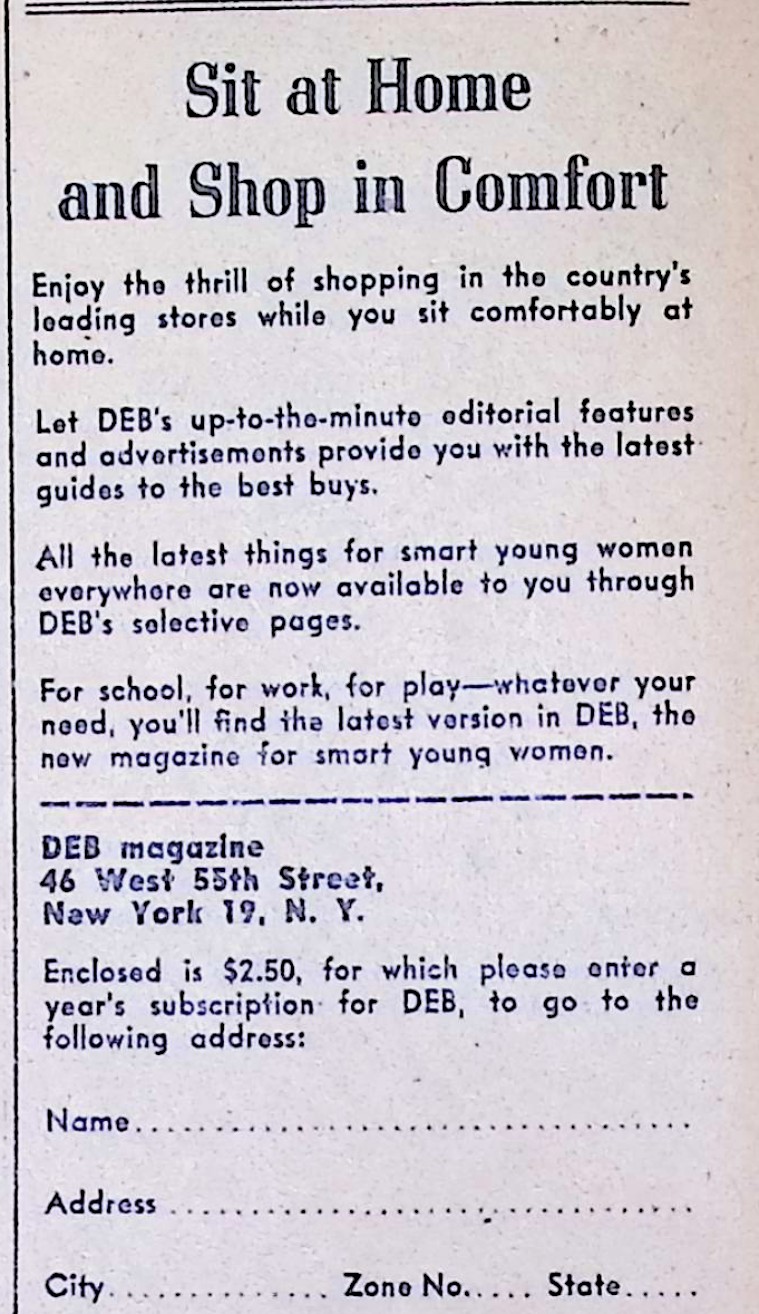 Sit at Home
and Shop in Comfort
Enjoy the thrill of shopping in the country's
leading stores while you sit comfortably at
home.
Let DEB's up-to-the-minute editorial features
and advertisements provide you with the latest
guides to the best buys.
All the latest things for smart young women
everywhere are now available to you through
DEB's selective pages.
For school, for work, for play—whatever your
need, you'll find the latest version in DEB, the
new magazine for smart young women.
DEB magazine
46 West 55th Street,
New York 19, N. Y.
Enclosed is $2.50, for which please enter a
year's subscription for DEB, to go to the
following address:
Name.....................................
Address ..................................
City............... Zone No..... State.....